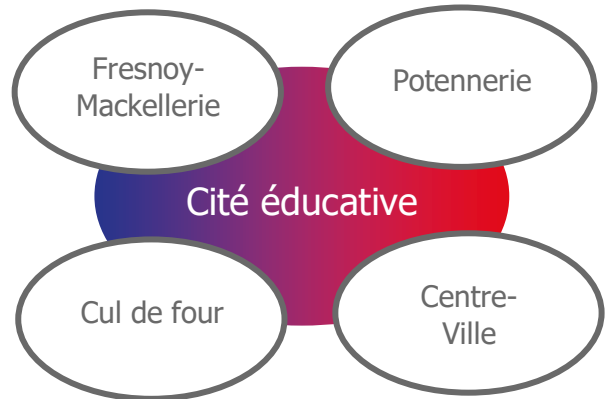 Fresnoy-
Mackellerie
Potennerie
Cité éducative
Cul de four
Centre-
Ville